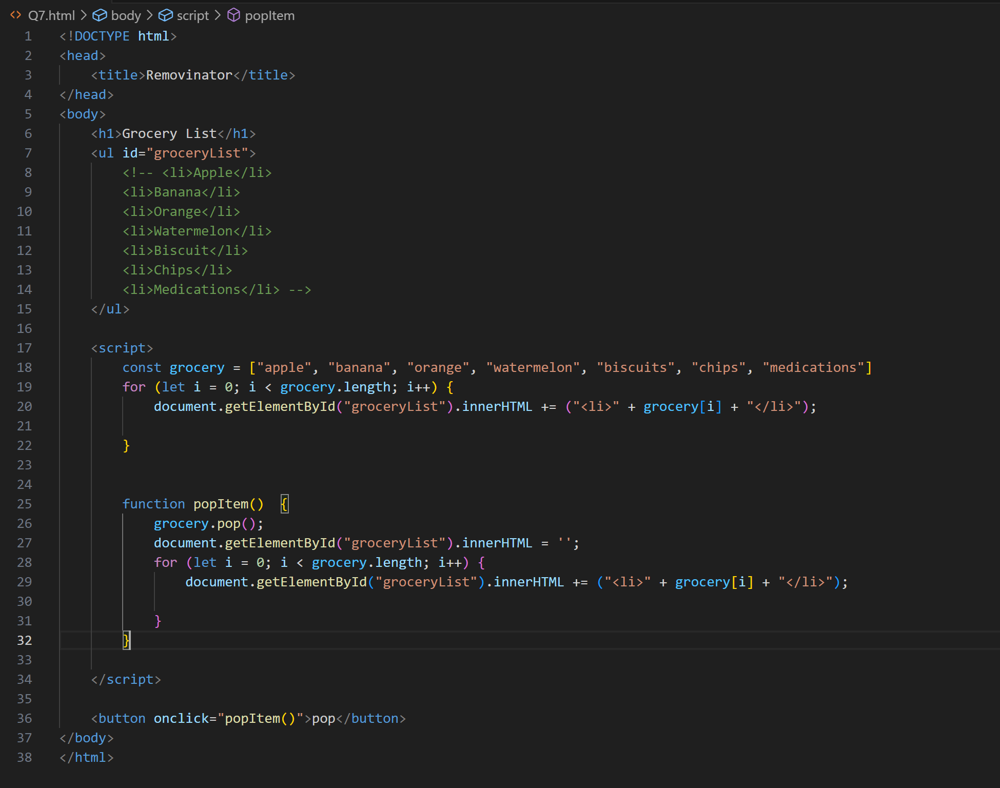 Q7.html > body > script > popItem
1 <!DOCTYPE html>
2 <head>
3     <title>Removinator</title>
4 </head>
5 <body>
6     <h1>Grocery List</h1>
7     <ul id="groceryList">
8         <!-- <li>Apple</li>
9         <li>Banana</li>
10         <li>Orange</li>
11         <li>Watermelon</li>
12         <li>Biscuit</li>
13         <li>Chips</li>
14         <li>Medications</li> -->
15     </ul>
16
17     <script>
18         const grocery = ["apple", "banana", "orange", "watermelon", "biscuits", "chips", "medications"]
19         for (let i = 0; i < grocery.length; i++) {
20             document.getElementById("groceryList").innerHTML += ("<li>" + grocery[i] + "</li>");
21
22         }
23
24
25         function popItem()  {
26             grocery.pop();
27             document.getElementById("groceryList").innerHTML = '';
28             for (let i = 0; i < grocery.length; i++) {
29                 document.getElementById("groceryList").innerHTML += ("<li>" + grocery[i] + "</li>");
30
31             }
32         }
33
34     </script>
35
36     <button onclick="popItem()">pop</button>
37 </body>
38 </html>